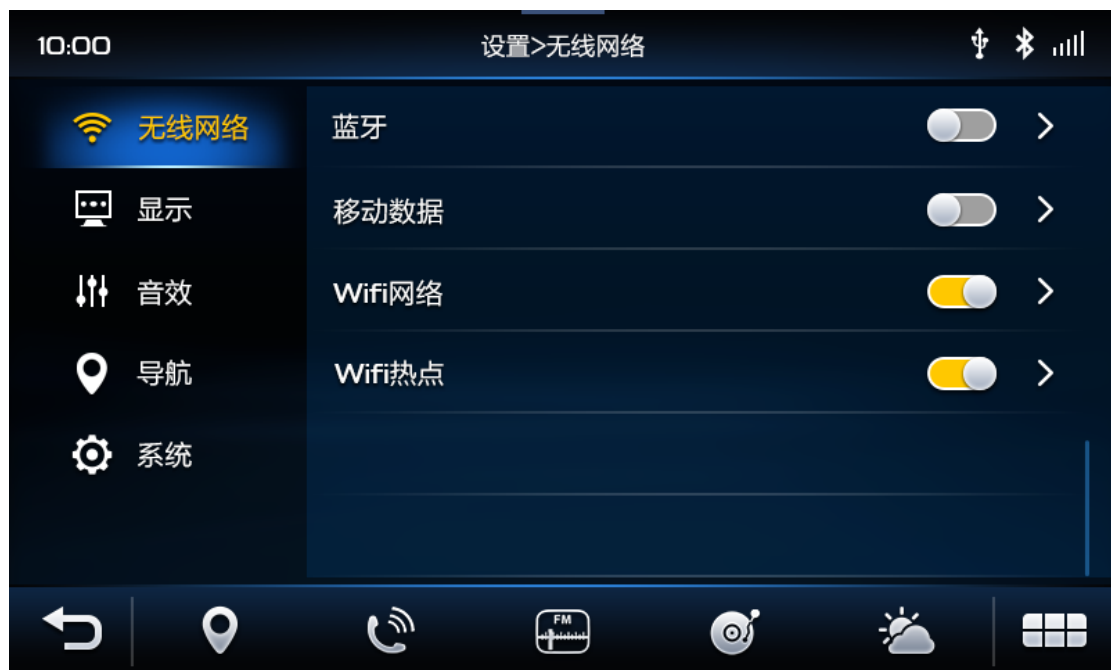 10:00
设置>无线网络
无线网络
蓝牙
显示
移动数据
音效
Wifi网络
导航
Wifi热点
系统
FM